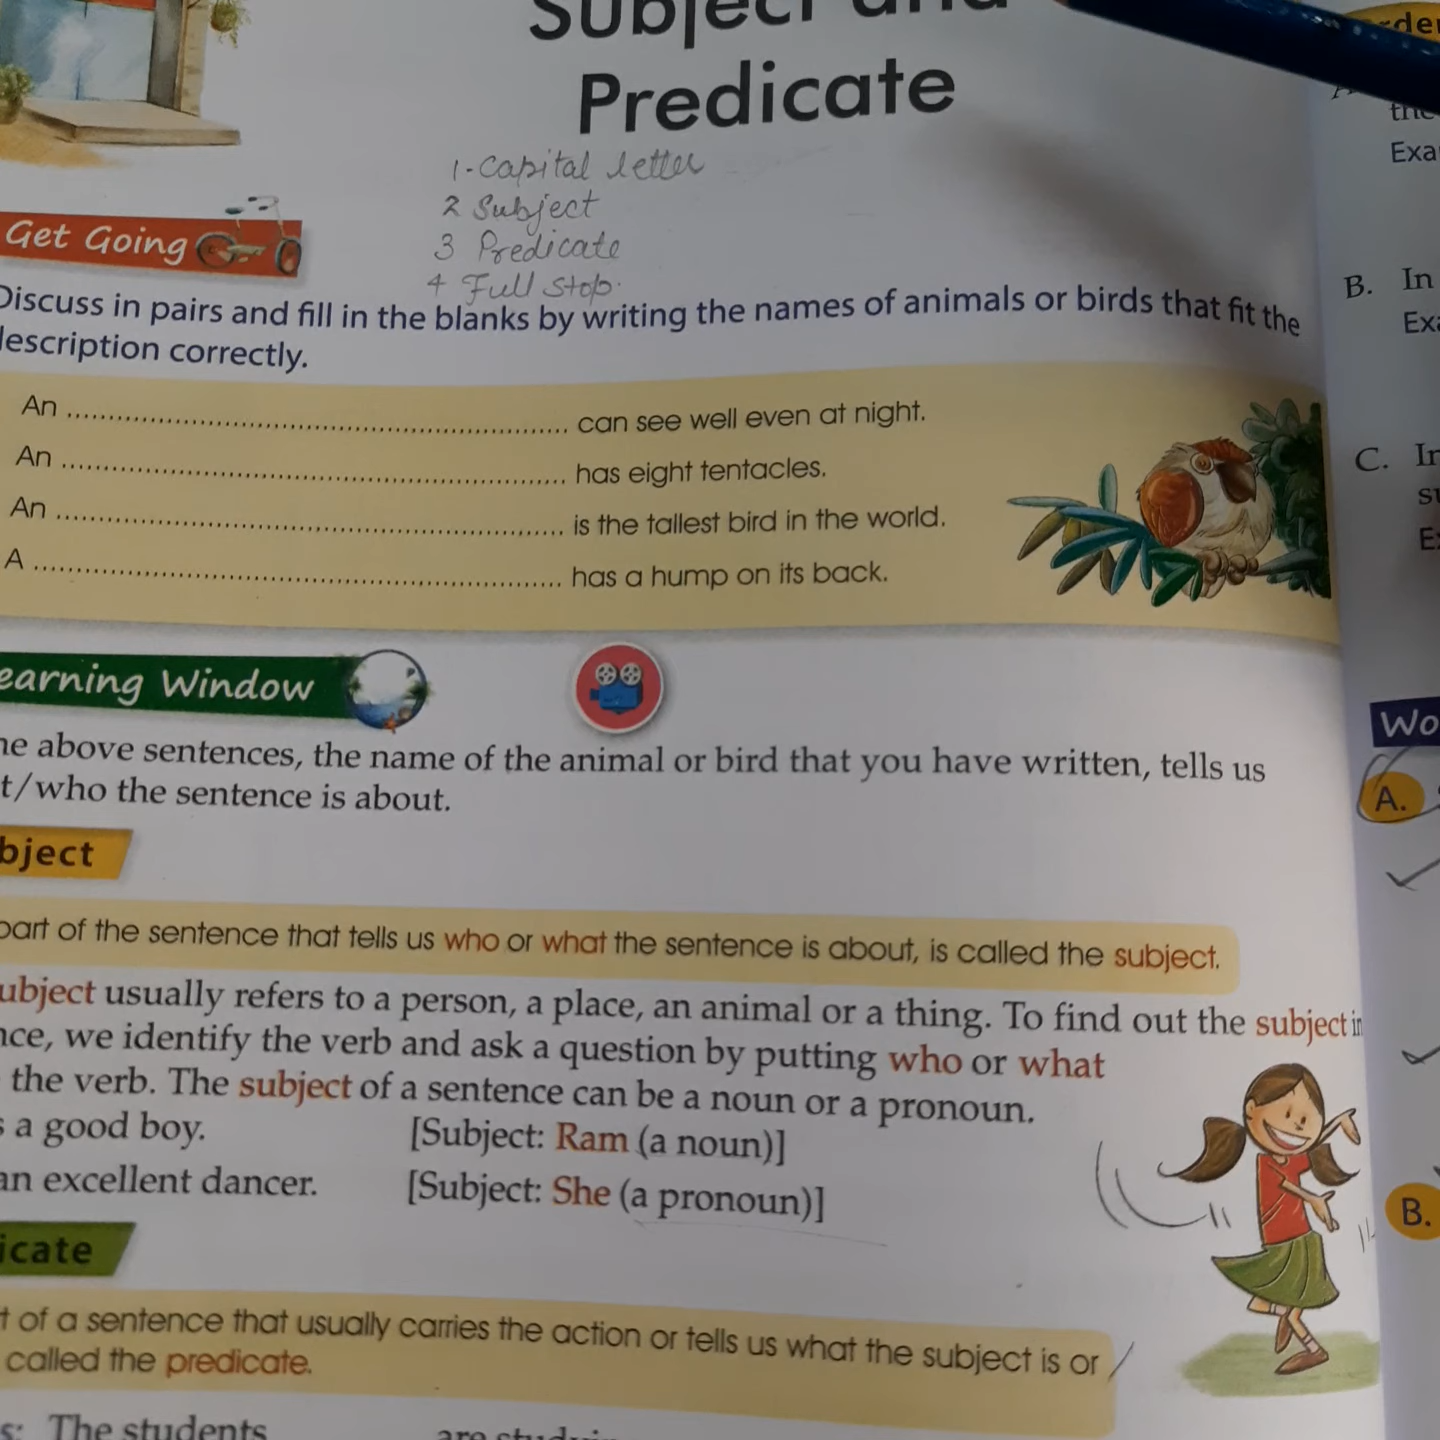 Subject and
Predicate
1-Capital letter
2 Subject
3 Predicate
4 Full stop.
Get Going
Discuss in pairs and fill in the blanks by writing the names of animals or birds that fit the
description correctly.
An ........................................ can see well even at night.
An ........................................ has eight tentacles.
An ........................................ is the tallest bird in the world.
A ........................................ has a hump on its back.
earning Window
he above sentences, the name of the animal or bird that you have written, tells us
t/who the sentence is about.
bject
part of the sentence that tells us who or what the sentence is about, is called the subject.
ubject usually refers to a person, a place, an animal or a thing. To find out the subject in
nce, we identify the verb and ask a question by putting who or what
the verb. The subject of a sentence can be a noun or a pronoun.
s a good boy. [Subject: Ram (a noun)]
an excellent dancer. [Subject: She (a pronoun)]
icate
t of a sentence that usually carries the action or tells us what the subject is or
called the predicate.
s: The students are studyin
rder
the
Exa
B. In
Exa
C. In
su
Ex
Wo
A.
B.